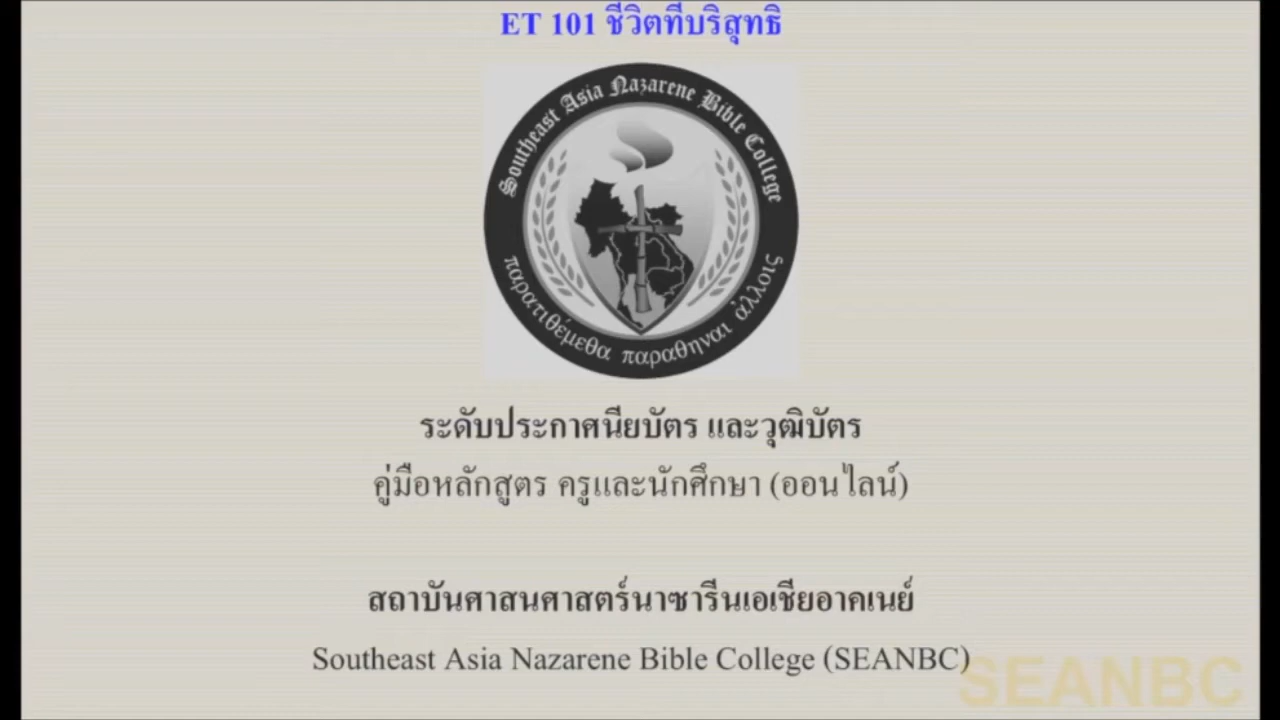 ET 101 ชีวิตที่บริสุทธิ
Southeast Asia Nazarene Bible College
παρατιθέμεθα παραθηναι ἀλλοις
ระดับประกาศนียบัตร และวุฒิบัตร
คู่มือหลักสูตร ครูและนักศึกษา (ออนไลน์)
สถาบันศาสนศาสตร์นาซารีนเอเชียอาคเนย์
Southeast Asia Nazarene Bible College (SEANBC)
SEANBC